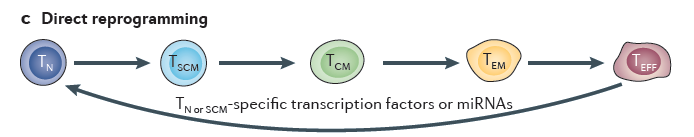 c Direct reprogramming
TN TSCM TCM TEM TEFF
TN or SCM-specific transcription factors or miRNAs